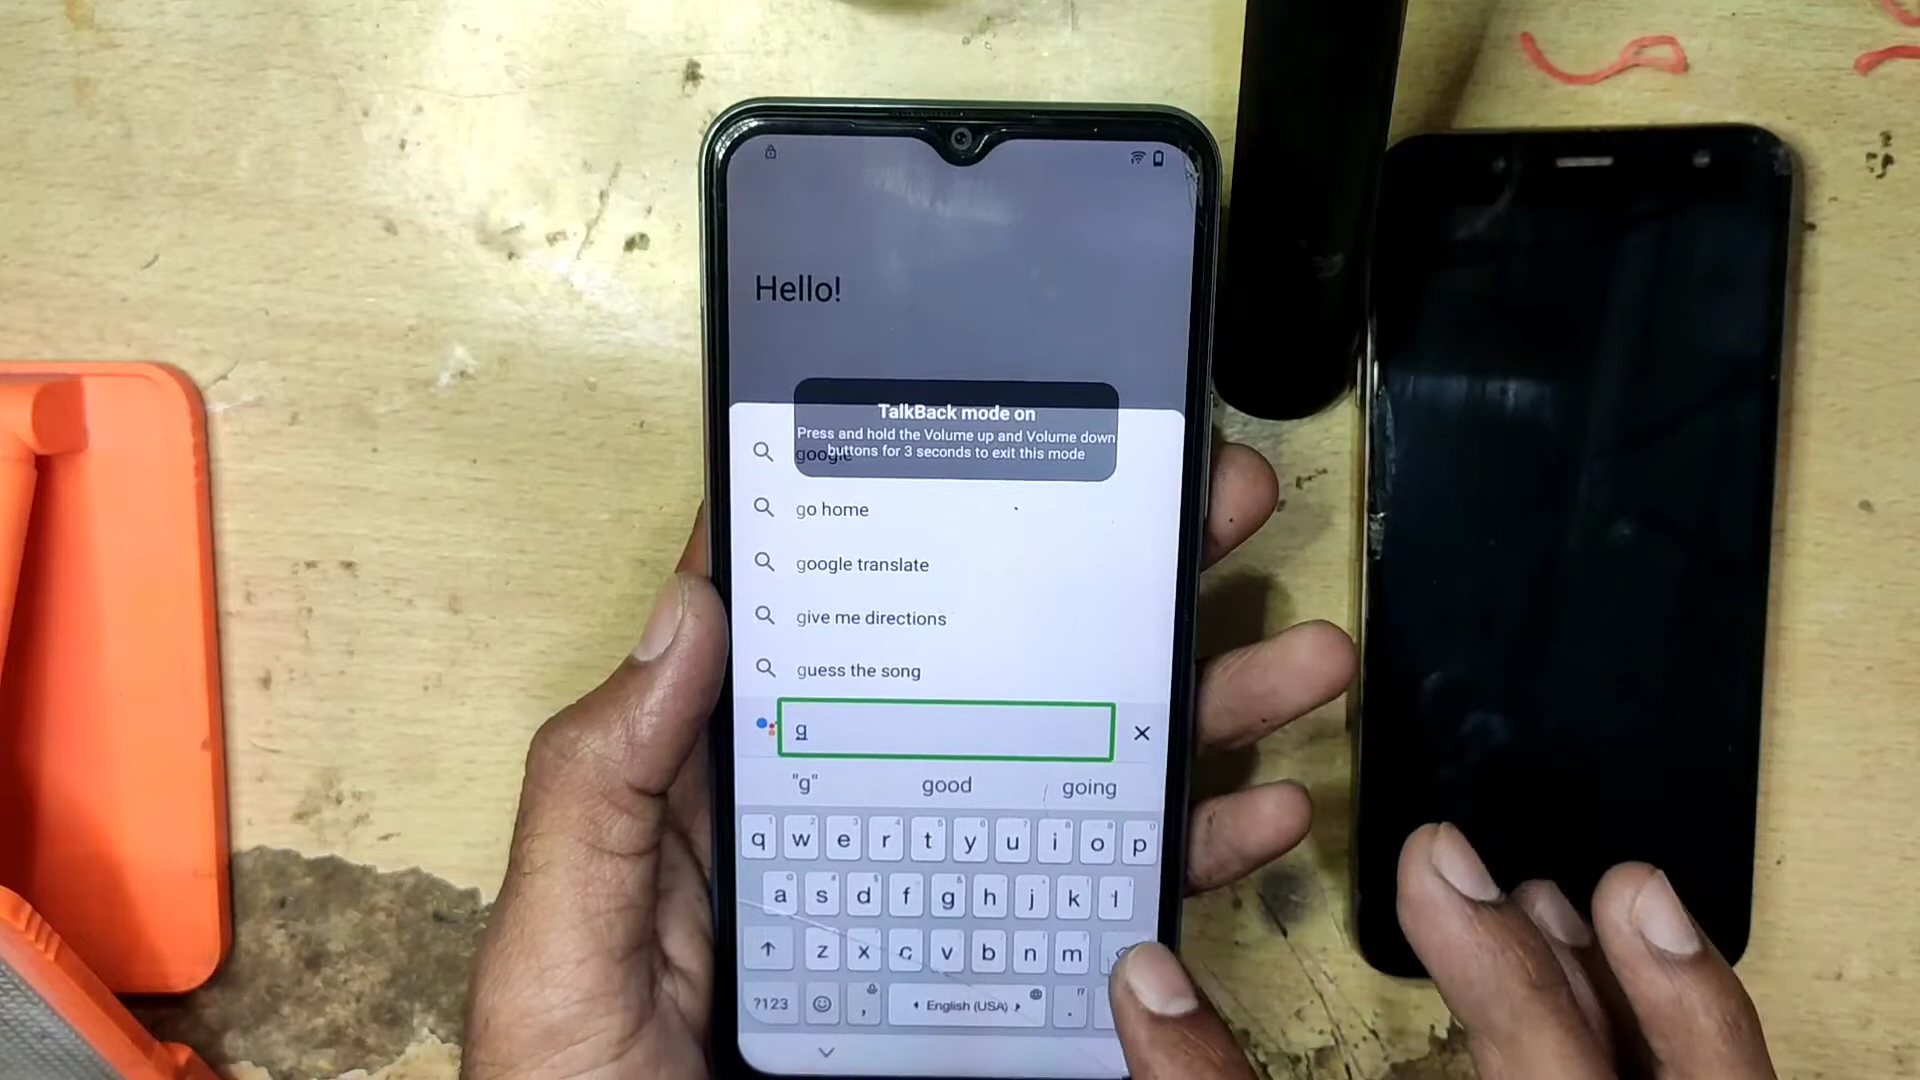 Hello!
TalkBack mode on
Press and hold the Volume up and Volume down
buttons for 3 seconds to exit this mode
google
go home
google translate
give me directions
guess the song
g
"g" good going
q w e r t y u i o p
a s d f g h j k l
z x c v b n m
?123 , English (USA) .